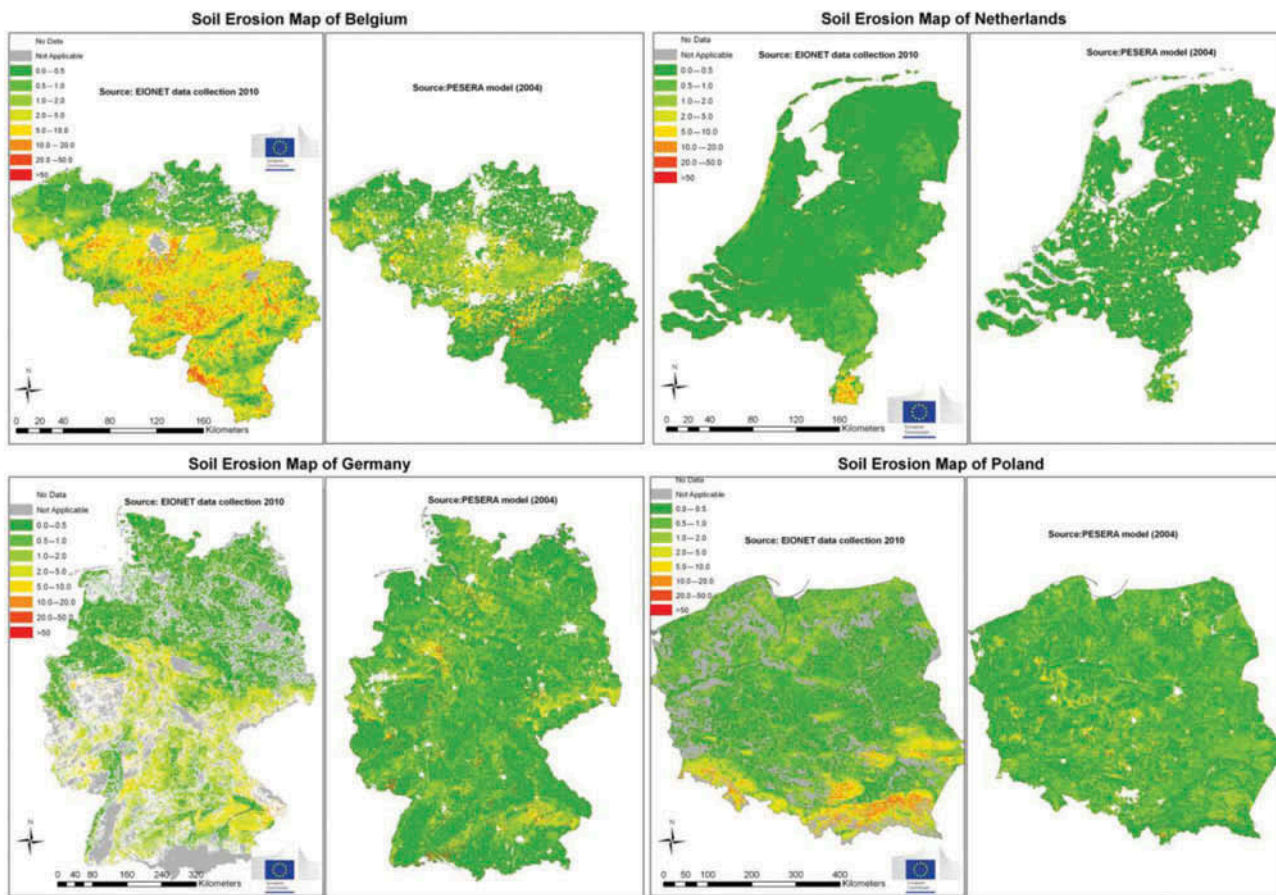 Soil Erosion Map of Belgium
No Data
Not Applicable
0.0—0.5
0.5—1.0
1.0—2.0
2.0—5.0
5.0—10.0
10.0—20.0
20.0—50.0
>50
Source: EIONET data collection 2010
European
Commission
N
0 10 20 40 80 120 160
Kilometers
Source:PESERA model (2004)
Soil Erosion Map of Netherlands
No Data
Not Applicable
0.0—0.5
0.5—1.0
1.0—2.0
2.0—5.0
5.0—10.0
10.0—20.0
20.0—50.0
>50
Source: EIONET data collection 2010
N
0 10 20 40 80 120 160
Kilometers
European
Commission
Source:PESERA model (2004)
Soil Erosion Map of Germany
No Data
Not Applicable
0.0—0.5
0.5—1.0
1.0—2.0
2.0—5.0
5.0—10.0
10.0—20.0
20.0—50.0
>50
Source: EIONET data collection 2010
N
0 40 80 160 240 320
Kilometers
European
Commission
Source:PESERA model (2004)
Soil Erosion Map of Poland
No Data
Not Applicable
0.0—0.5
0.5—1.0
1.0—2.0
2.0—5.0
5.0—10.0
10.0—20.0
20.0—50.0
>50
Source: EIONET data collection 2010
N
0 50 100 200 300 400
Kilometers
European
Commission
Source:PESERA model (2004)